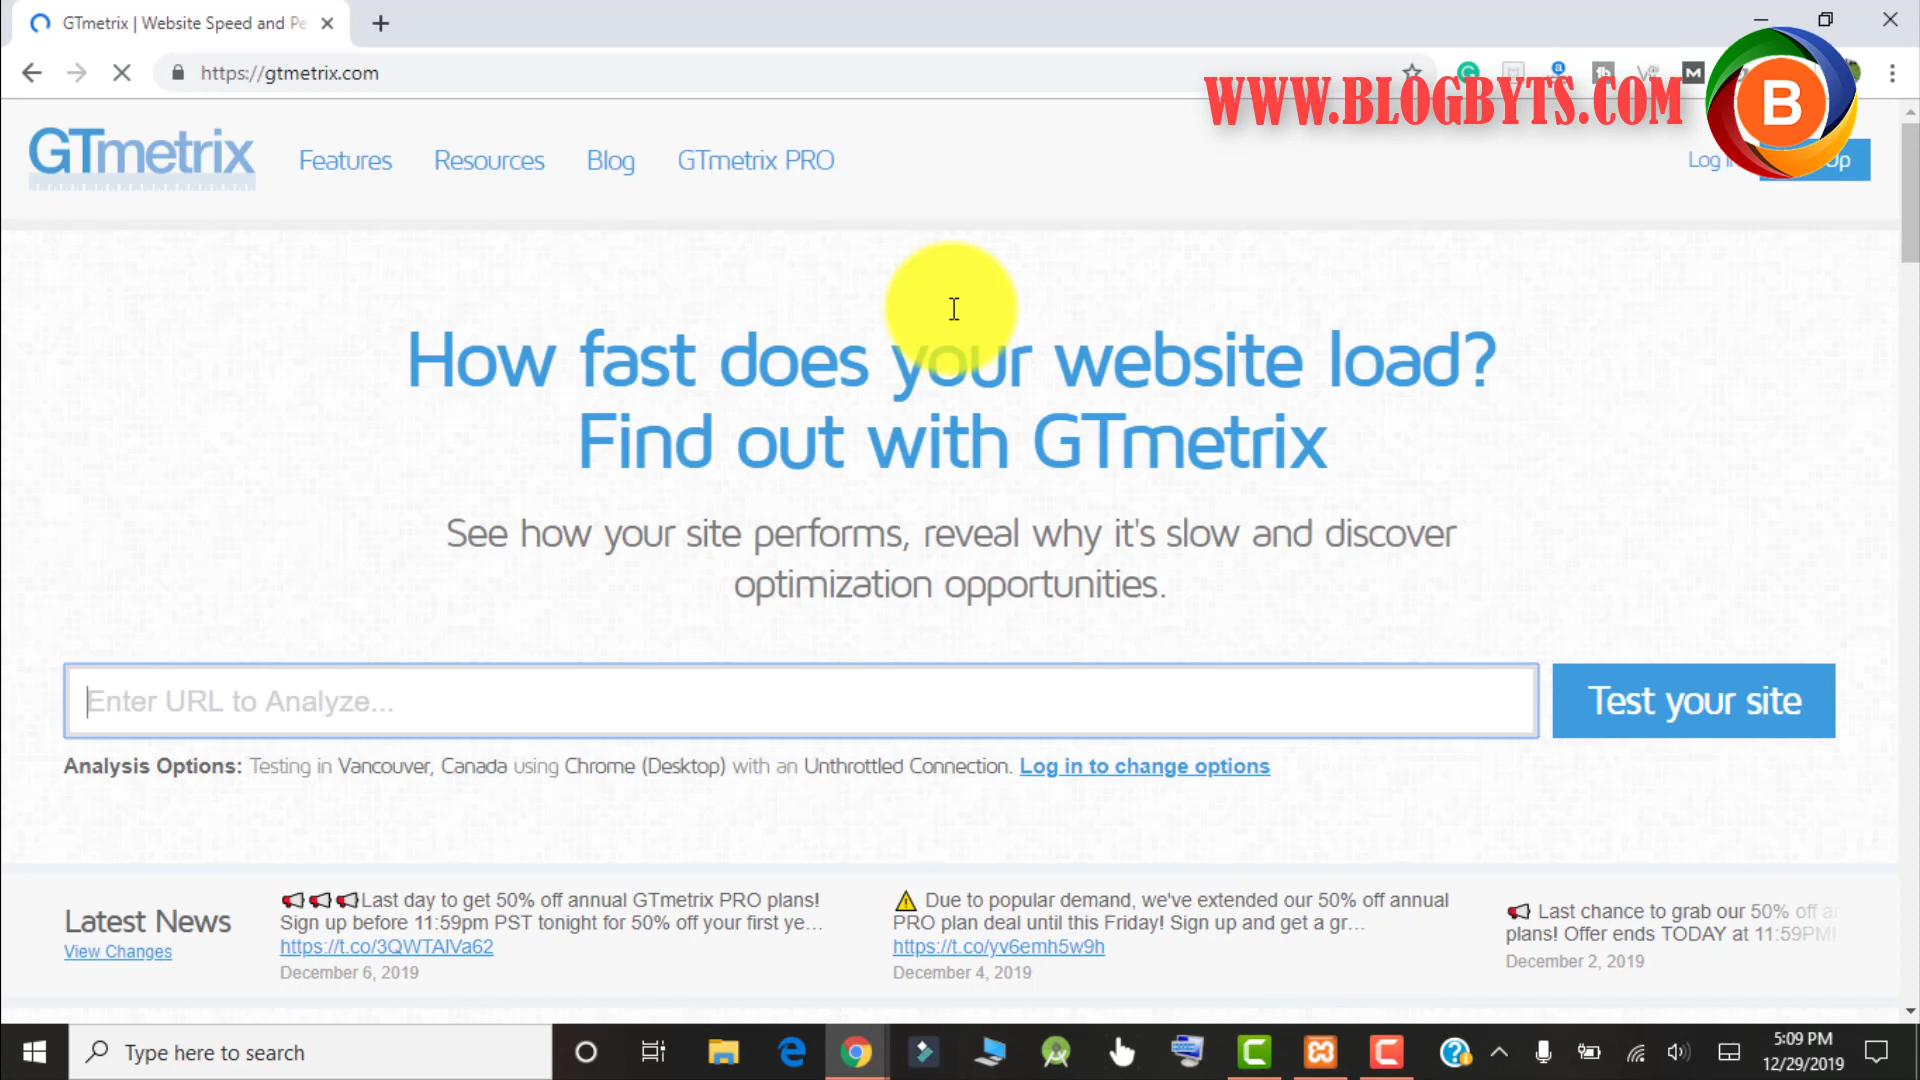 GTmetrix | Website Speed and Pe
https://gtmetrix.com
WWW.BLOGBYTS.COM
B
GTmetrix
Features
Resources
Blog
GTmetrix PRO
Log in
Up
How fast does your website load?
Find out with GTmetrix
See how your site performs, reveal why it's slow and discover
optimization opportunities.
Enter URL to Analyze...
Test your site
Analysis Options: Testing in Vancouver, Canada using Chrome (Desktop) with an Unthrottled Connection. Log in to change options
Latest News
View Changes
Last day to get 50% off annual GTmetrix PRO plans!
Sign up before 11:59pm PST tonight for 50% off your first ye...
https://t.co/3QWTAlVa62
December 6, 2019
Due to popular demand, we've extended our 50% off annual
PRO plan deal until this Friday! Sign up and get a gr...
https://t.co/yv6emh5w9h
December 4, 2019
Last chance to grab our 50% off
plans! Offer ends TODAY at 11:59PM!
December 2, 2019
Type here to search
5:09 PM
12/29/2019